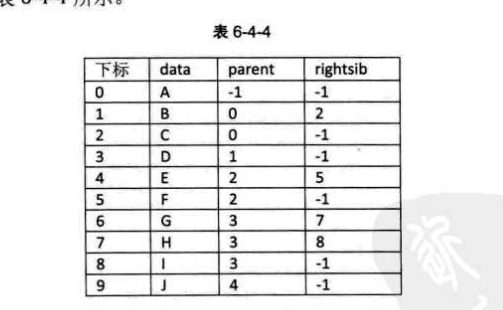 表 6-4-4 所示。
表 6-4-4
下标 data parent rightsib
0 A -1 -1
1 B 0 2
2 C 0 -1
3 D 1 -1
4 E 2 5
5 F 2 -1
6 G 3 7
7 H 3 8
8 I 3 -1
9 J 4 -1